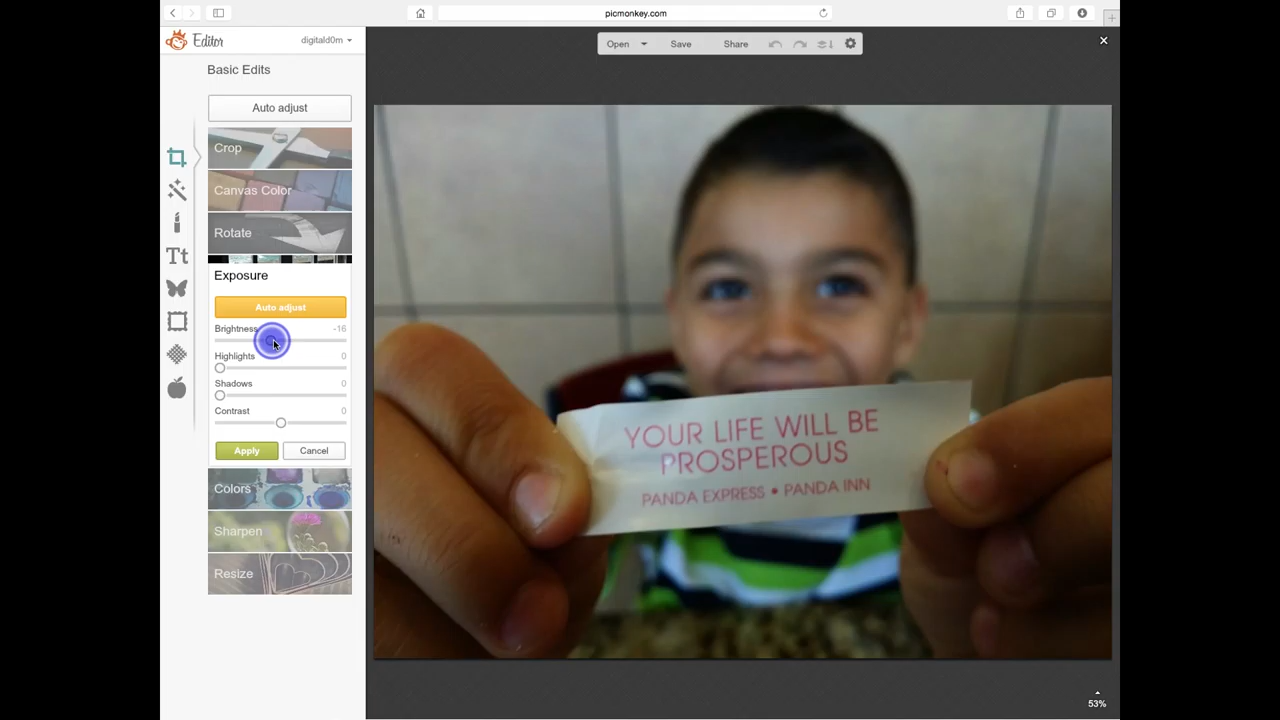 picmonkey.com
Editor
digitald0m
Open
Save
Share
Basic Edits
Auto adjust
Crop
Canvas Color
Rotate
Exposure
Auto adjust
Brightness -16
Highlights 0
Shadows 0
Contrast 0
Apply
Cancel
Colors
Sharpen
Resize
Tt
YOUR LIFE WILL BE
PROSPEROUS
PANDA EXPRESS • PANDA INN
53%